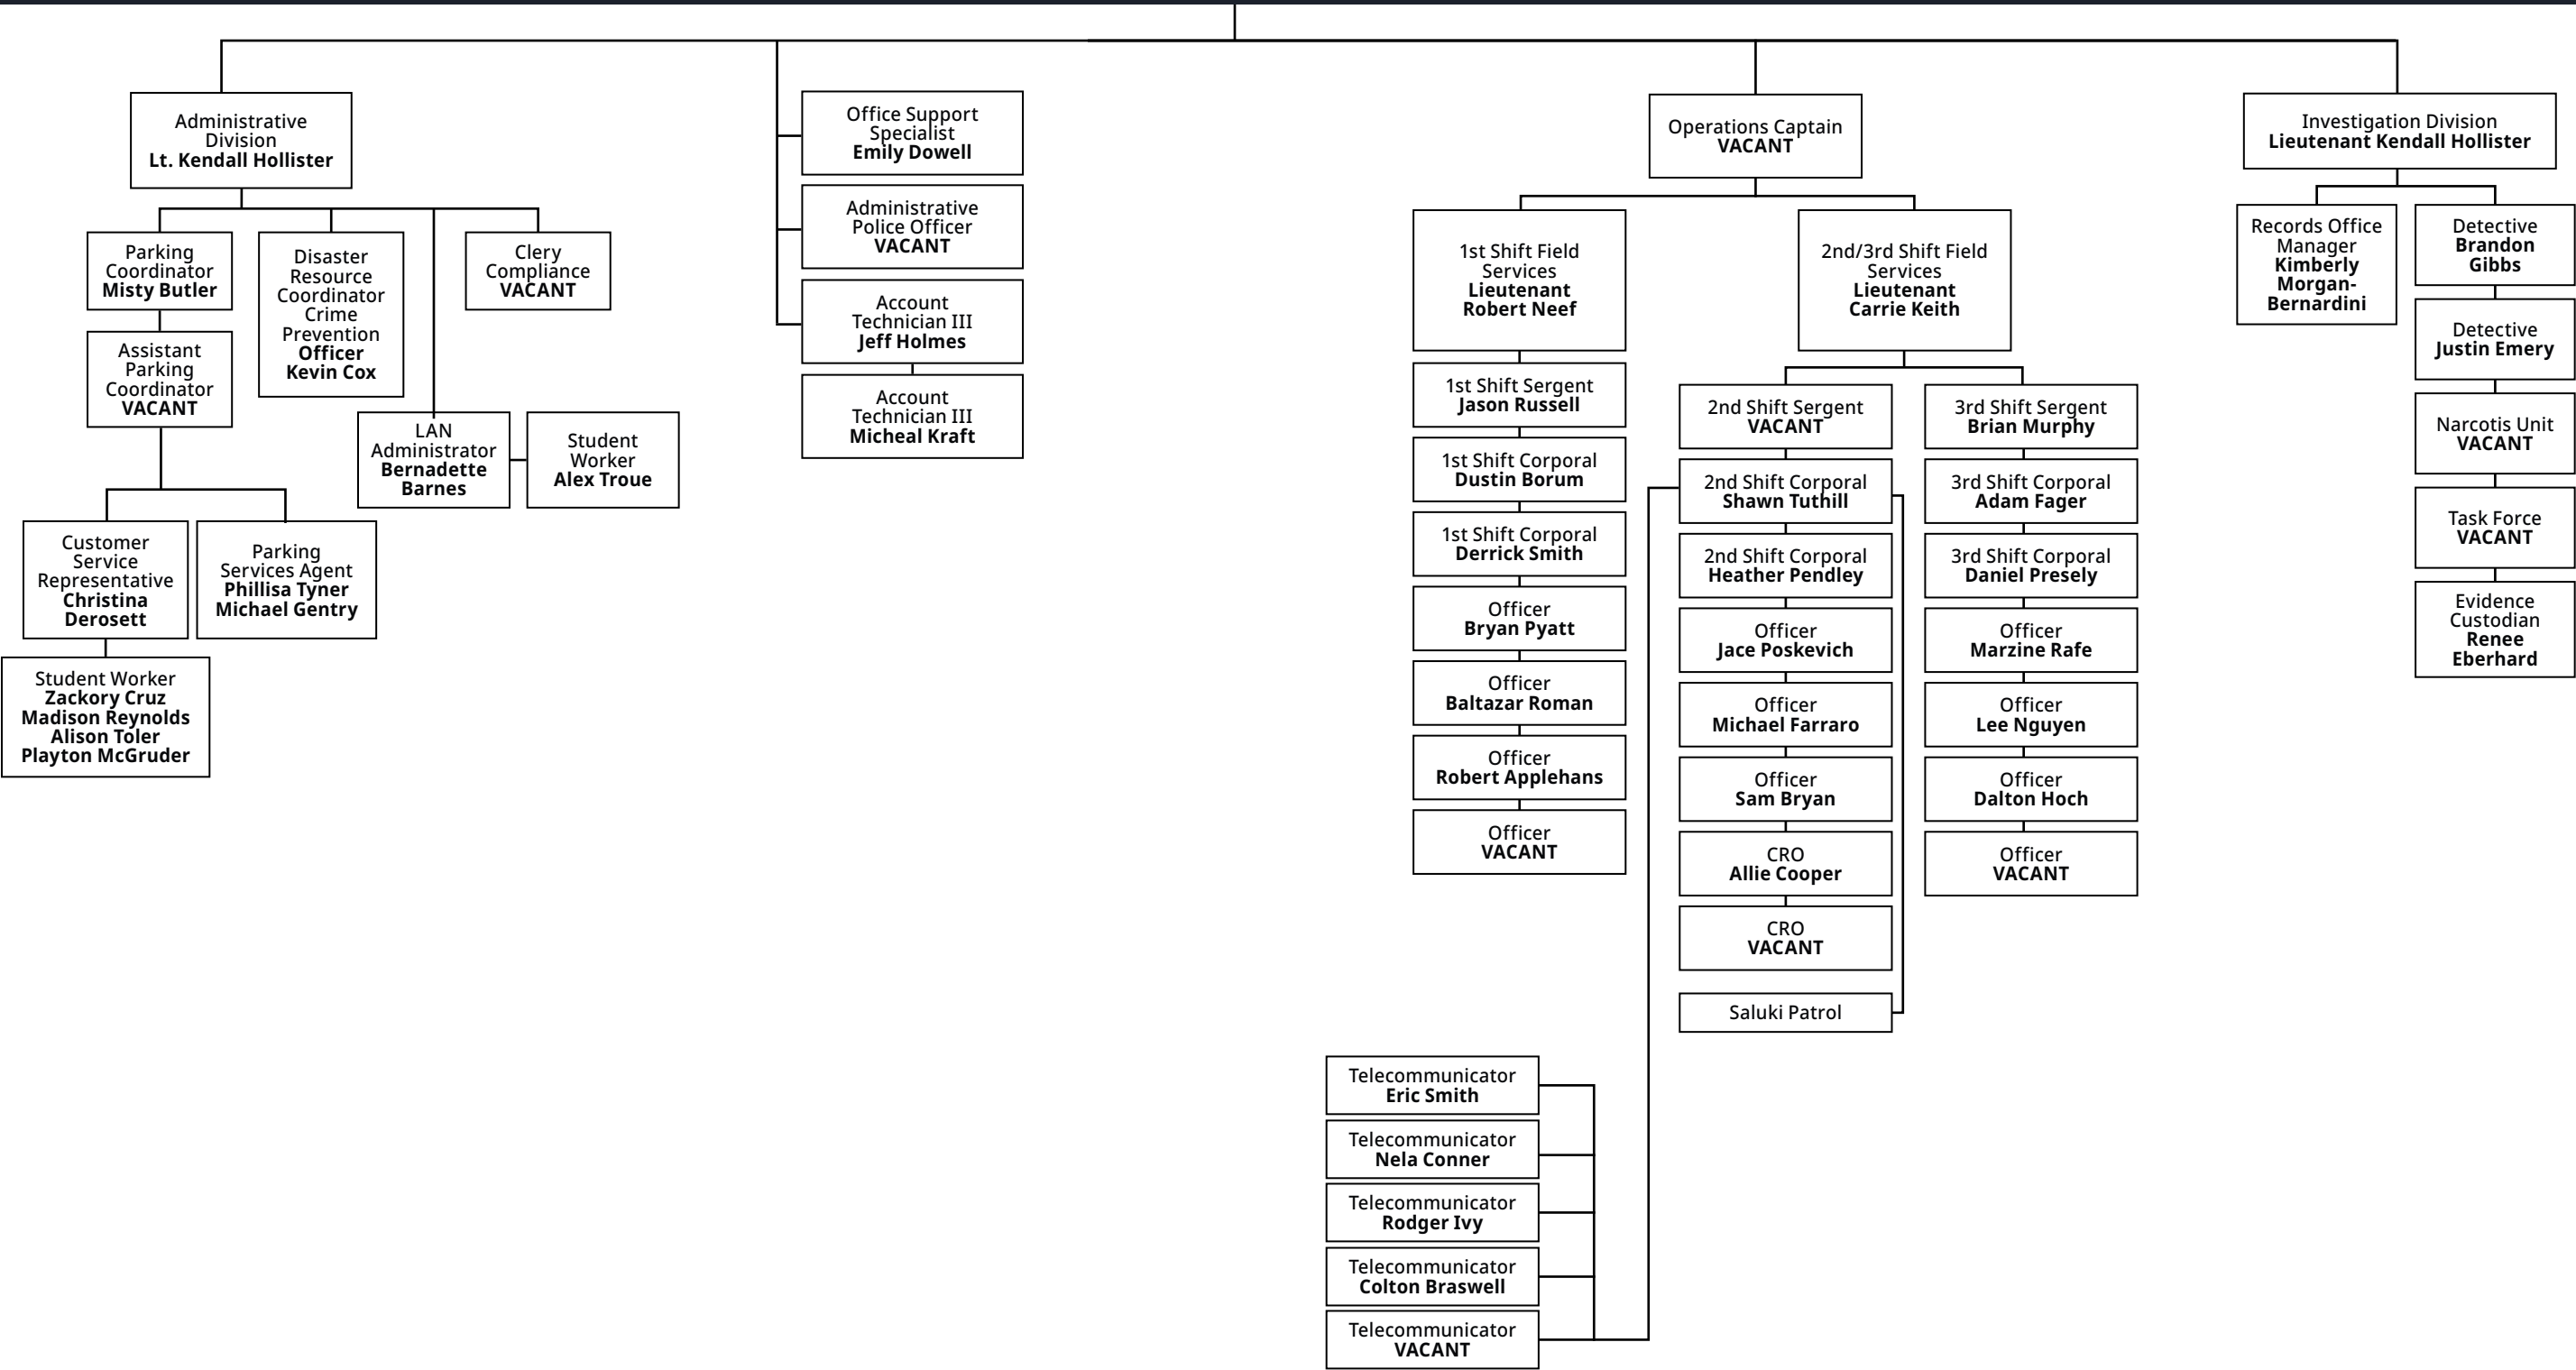 Administrative
Division
Lt. Kendall Hollister
Parking
Coordinator
Misty Butler
Assistant
Parking
Coordinator
VACANT
Customer
Service
Representative
Christina
Derosett
Student Worker
Zackory Cruz
Madison Reynolds
Alison Toler
Playton McGruder
Parking
Services Agent
Phillisa Tyner
Michael Gentry
Disaster
Resource
Coordinator
Crime
Prevention
Officer
Kevin Cox
LAN
Administrator
Bernadette
Barnes
Student
Worker
Alex Troue
Clery
Compliance
VACANT
Office Support
Specialist
Emily Dowell
Administrative
Police Officer
VACANT
Account
Technician III
Jeff Holmes
Account
Technician III
Micheal Kraft
Operations Captain
VACANT
1st Shift Field
Services
Lieutenant
Robert Neef
1st Shift Sergent
Jason Russell
1st Shift Corporal
Dustin Borum
1st Shift Corporal
Derrick Smith
Officer
Bryan Pyatt
Officer
Baltazar Roman
Officer
Robert Applehans
Officer
VACANT
2nd/3rd Shift Field
Services
Lieutenant
Carrie Keith
2nd Shift Sergent
VACANT
2nd Shift Corporal
Shawn Tuthill
2nd Shift Corporal
Heather Pendley
Officer
Jace Poskevich
Officer
Michael Farraro
Officer
Sam Bryan
CRO
Allie Cooper
CRO
VACANT
Saluki Patrol
3rd Shift Sergent
Brian Murphy
3rd Shift Corporal
Adam Fager
3rd Shift Corporal
Daniel Presely
Officer
Marzine Rafe
Officer
Lee Nguyen
Officer
Dalton Hoch
Officer
VACANT
Telecommunicator
Eric Smith
Telecommunicator
Nela Conner
Telecommunicator
Rodger Ivy
Telecommunicator
Colton Braswell
Telecommunicator
VACANT
Investigation Division
Lieutenant Kendall Hollister
Records Office
Manager
Kimberly
Morgan-
Bernardini
Detective
Brandon
Gibbs
Detective
Justin Emery
Narcotis Unit
VACANT
Task Force
VACANT
Evidence
Custodian
Renee
Eberhard